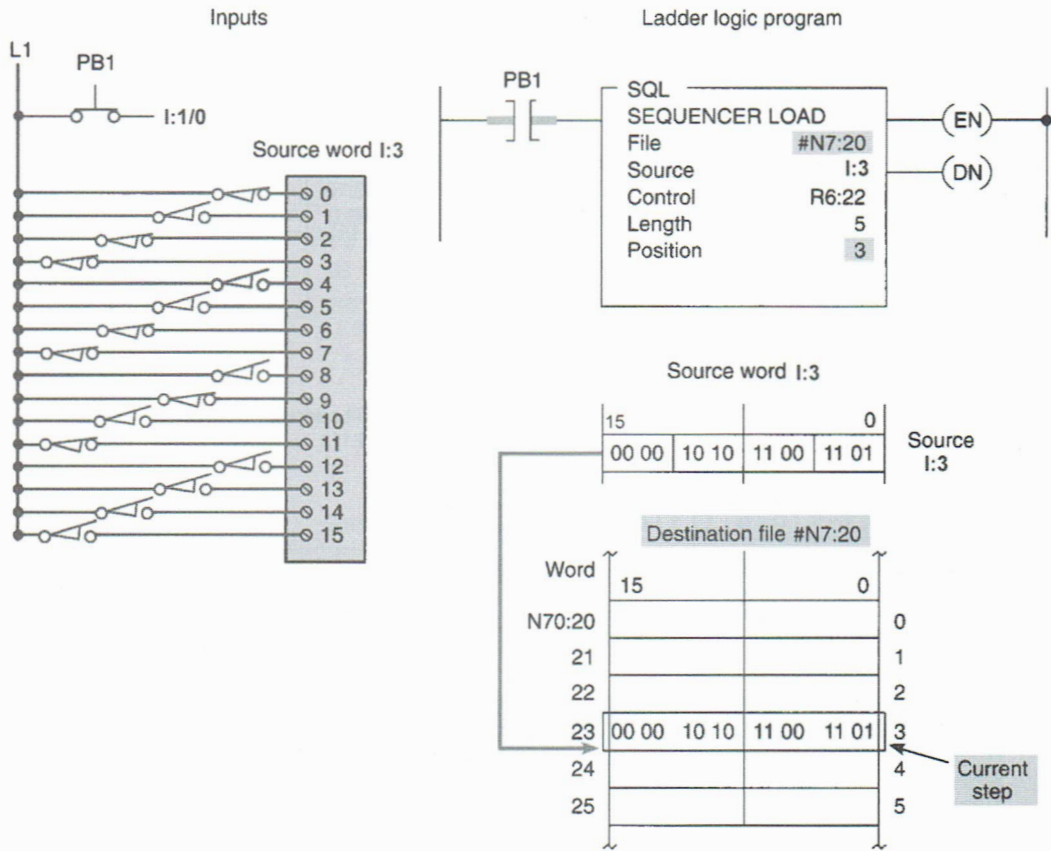 Inputs
L1
PB1
I:1/0
Source word I:3
0
1
2
3
4
5
6
7
8
9
10
11
12
13
14
15
Ladder logic program
PB1
SQL
SEQUENCER LOAD
File #N7:20
Source I:3
Control R6:22
Length 5
Position 3
EN
DN
Source word I:3
15 0
00 00 10 10 11 00 11 01
Source
I:3
Destination file #N7:20
Word
15 0
N70:20 0
21 1
22 2
23 00 00 10 10 11 00 11 01 3
24 4
25 5
Current
step